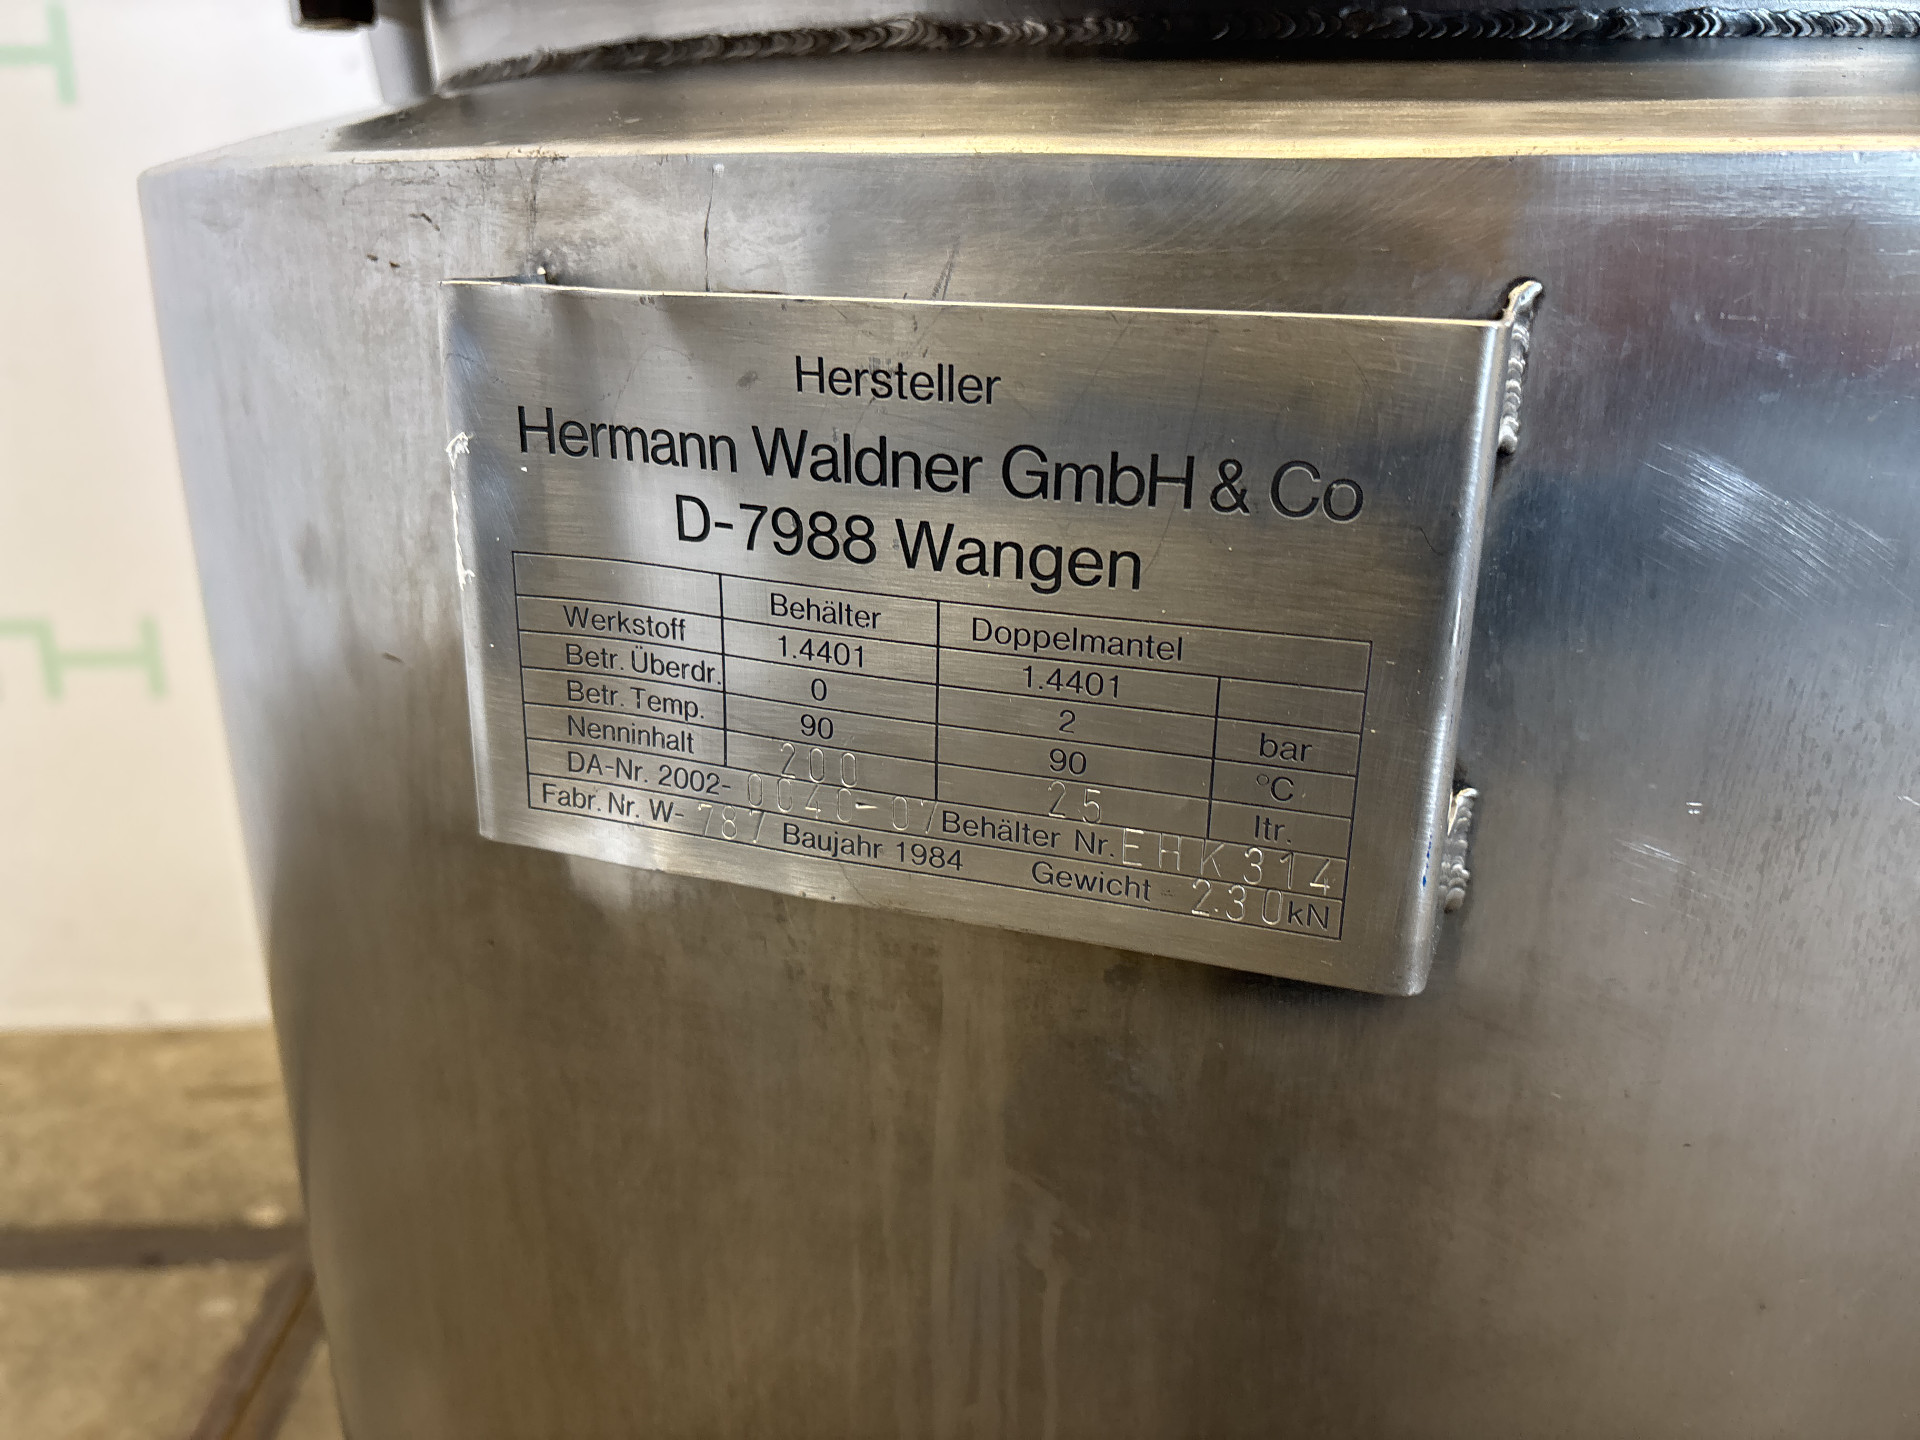 Hersteller
Hermann Waldner GmbH & Co
D-7988 Wangen
Behälter Doppelmantel
Werkstoff 1.4401 1.4401
Betr. Überdr. 0 2 bar
Betr. Temp. 90 90 °C
Nenninhalt 200 25 ltr.
DA-Nr. 2002-0040-07 Behälter Nr. EHK314
Fabr. Nr. W-787 Baujahr 1984 Gewicht 2.30 kN